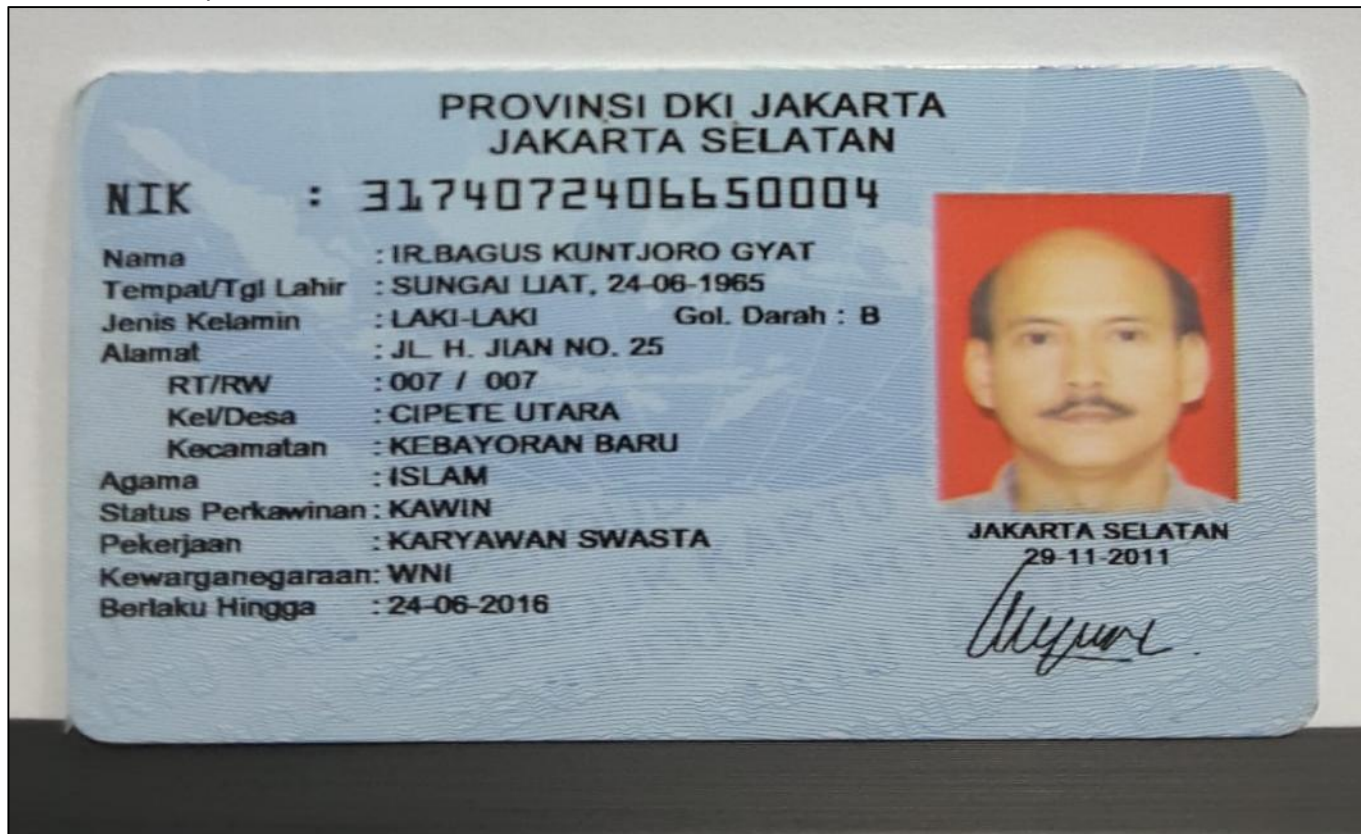 PROVINSI DKI JAKARTA
JAKARTA SELATAN
NIK : 3174072406650004
Nama : IR.BAGUS KUNTJORO GYAT
Tempat/Tgl Lahir : SUNGAI LIAT, 24-06-1965
Jenis Kelamin : LAKI-LAKI Gol. Darah : B
Alamat : JL. H. JIAN NO. 25
RT/RW : 007 / 007
Kel/Desa : CIPETE UTARA
Kecamatan : KEBAYORAN BARU
Agama : ISLAM
Status Perkawinan : KAWIN
Pekerjaan : KARYAWAN SWASTA
Kewarganegaraan : WNI
Berlaku Hingga : 24-06-2016
JAKARTA SELATAN
29-11-2011